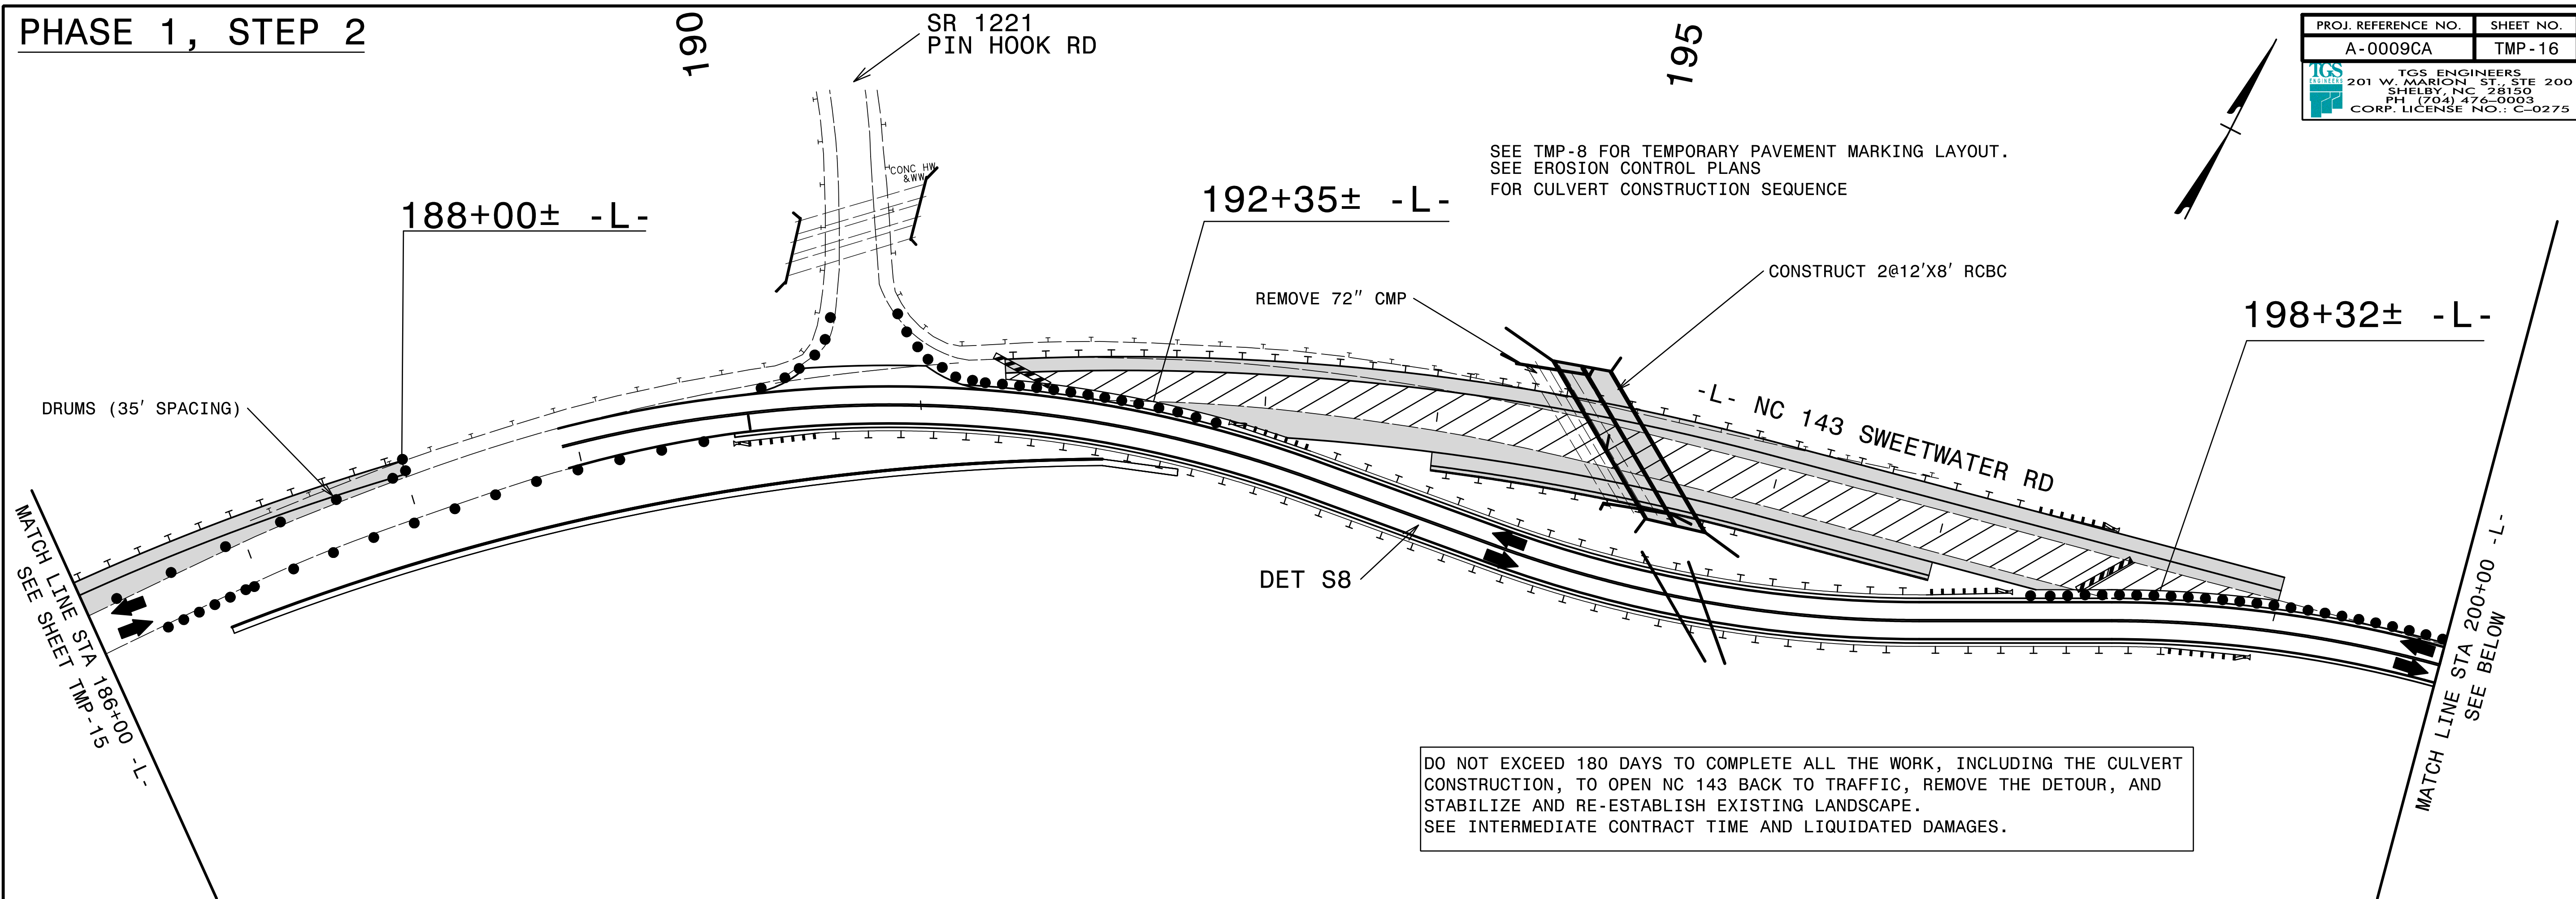 PHASE 1, STEP 2
190
SR 1221
PIN HOOK RD
195
PROJ. REFERENCE NO.
SHEET NO.
A-0009CA
TMP-16
TGS
ENGINEERS
TGS ENGINEERS
201 W. MARION ST., STE 200
SHELBY, NC 28150
PH (704) 476-0003
CORP. LICENSE NO.: C-0275
SEE TMP-8 FOR TEMPORARY PAVEMENT MARKING LAYOUT.
SEE EROSION CONTROL PLANS
FOR CULVERT CONSTRUCTION SEQUENCE
CONC HW
&WW
188+00± -L-
192+35± -L-
CONSTRUCT 2@12'X8' RCBC
REMOVE 72" CMP
198+32± -L-
DRUMS (35' SPACING)
-L- NC 143 SWEETWATER RD
DET S8
MATCH LINE STA 186+00 -L-
SEE SHEET TMP-15
MATCH LINE STA 200+00 -L-
SEE BELOW
DO NOT EXCEED 180 DAYS TO COMPLETE ALL THE WORK, INCLUDING THE CULVERT
CONSTRUCTION, TO OPEN NC 143 BACK TO TRAFFIC, REMOVE THE DETOUR, AND
STABILIZE AND RE-ESTABLISH EXISTING LANDSCAPE.
SEE INTERMEDIATE CONTRACT TIME AND LIQUIDATED DAMAGES.